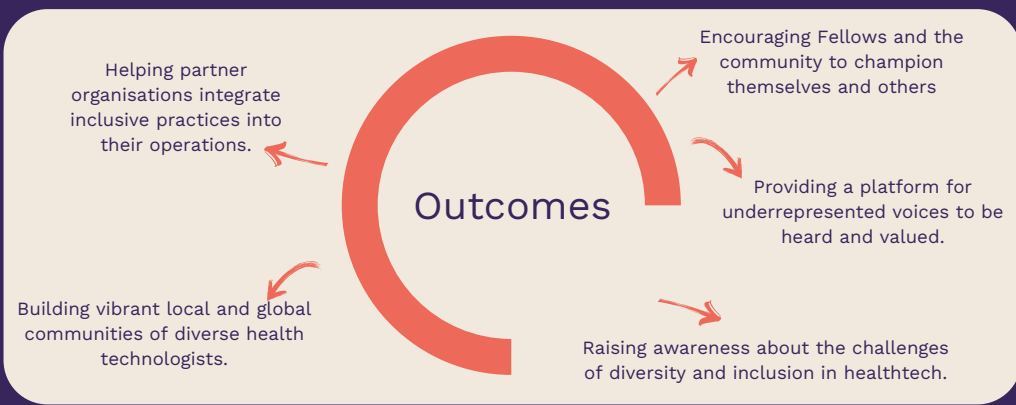 Helping partner
organisations integrate
inclusive practices into
their operations.
Encouraging Fellows and the
community to champion
themselves and others
Outcomes
Providing a platform for
underrepresented voices to be
heard and valued.
Building vibrant local and global
communities of diverse health
technologists.
Raising awareness about the challenges
of diversity and inclusion in healthtech.